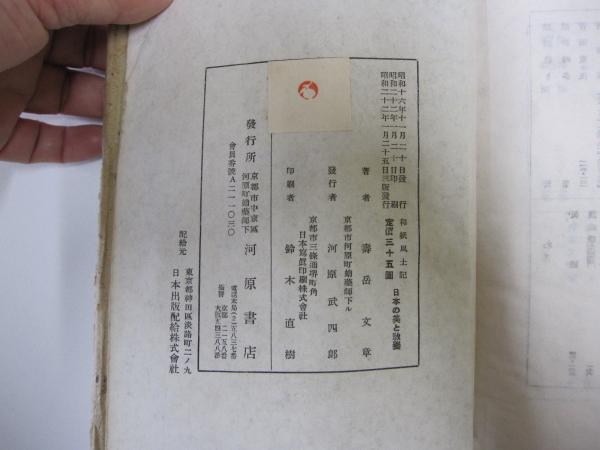 昭和十六年十一月二十日發行
昭和二十二年一月二十日印刷
昭和二十二年一月二十五日三版發行
和紙風土記
日本の美と敎養
定價三十五圓
著者 壽岳文章
京都市河原町蛸藥師下ル
發行者 河原武四郎
京都市三條通堺町角
日本寫眞印刷株式會社
印刷者 鈴木直樹
發行所
京都市中京區
河原町蛸藥師下
河原書店
會員番號A二一一〇三〇
配給元
東京都神田區淡路町二ノ九
日本出版配給株式會社